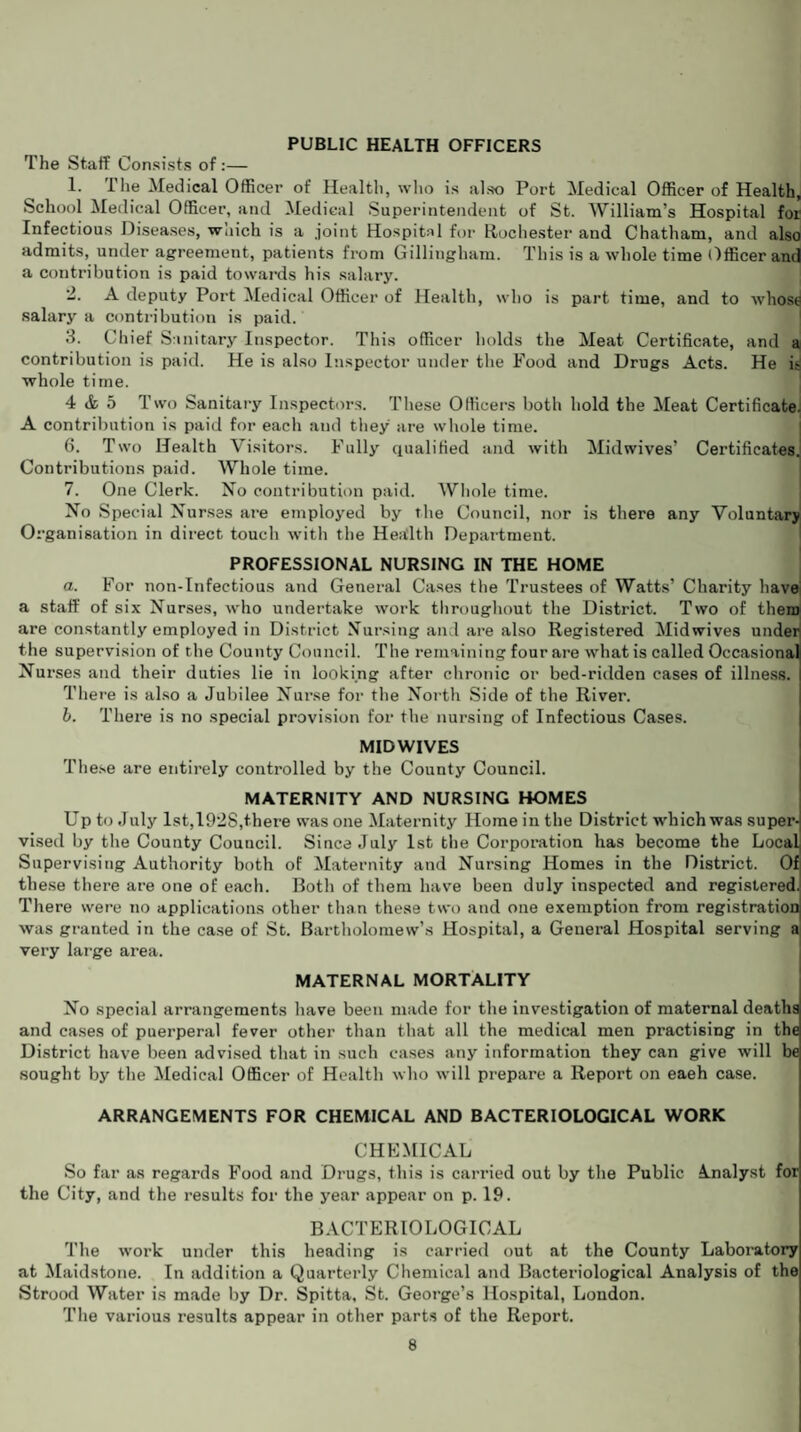 PUBLIC HEALTH OFFICERS
The Staff Consists of :—
1. The Medical Officer of Health, who is also Port Medical Officer of Health,
School Medical Officer, and Medical Superintendent of St. William's Hospital for
Infectious Diseases, which is a joint Hospital for Rochester and Chatham, and also
admits, under agreement, patients from Gillingham. This is a whole time Officer and
a contribution is paid towards his salary.
2. A deputy Port Medical Officer of Health, who is part time, and to whose
salary a contribution is paid.
3. Chief Sanitary Inspector. This officer holds the Meat Certificate, and a
contribution is paid. He is also Inspector under the Food and Drugs Acts. He is
whole time.
4 & 5 Two Sanitary Inspectors. These Officers both hold the Meat Certificate.
A contribution is paid for each and they are whole time.
6. Two Health Visitors. Fully qualified and with Midwives' Certificates.
Contributions paid. Whole time.
7. One Clerk. No contribution paid. Whole time.
No Special Nurses are employed by the Council, nor is there any Voluntary
Organisation in direct touch with the Health Department.
PROFESSIONAL NURSING IN THE HOME
a. For non-Infectious and General Cases the Trustees of Watts' Charity have
a staff of six Nurses, who undertake work throughout the District. Two of them
are constantly employed in District Nursing and are also Registered Midwives under
the supervision of the County Council. The remaining four are what is called Occasional
Nurses and their duties lie in looking after chronic or bed-ridden cases of illness.
There is also a Jubilee Nurse for the North Side of the River.
b. There is no special provision for the nursing of Infectious Cases.
MIDWIVES
These are entirely controlled by the County Council.
MATERNITY AND NURSING HOMES
Up to July 1st,1928,there was one Maternity Home in the District which was super-
vised by the County Council. Since July 1st the Corporation has become the Local
Supervising Authority both of Maternity and Nursing Homes in the District. Of
these there are one of each. Both of them have been duly inspected and registered.
There were no applications other than these two and one exemption from registration
was granted in the case of St. Bartholomew's Hospital, a General Hospital serving a
very large area.
MATERNAL MORTALITY
No special arrangements have been made for the investigation of maternal deaths
and cases of puerperal fever other than that all the medical men practising in the
District have been advised that in such cases any information they can give will be
sought by the Medical Officer of Health who will prepare a Report on eaeh case.
ARRANGEMENTS FOR CHEMICAL AND BACTERIOLOGICAL WORK
CHEMICAL
So far as regards Food and Drugs, this is carried out by the Public Analyst for
the City, and the results for the year appear on p. 19.
BACTERIOLOGICAL
The work under this heading is carried out at the County Laboratory
at Maidstone. In addition a Quarterly Chemical and Bacteriological Analysis of the
Strood Water is made by Dr. Spitta, St. George's Hospital, London.
The various results appear in other parts of the Report.
8